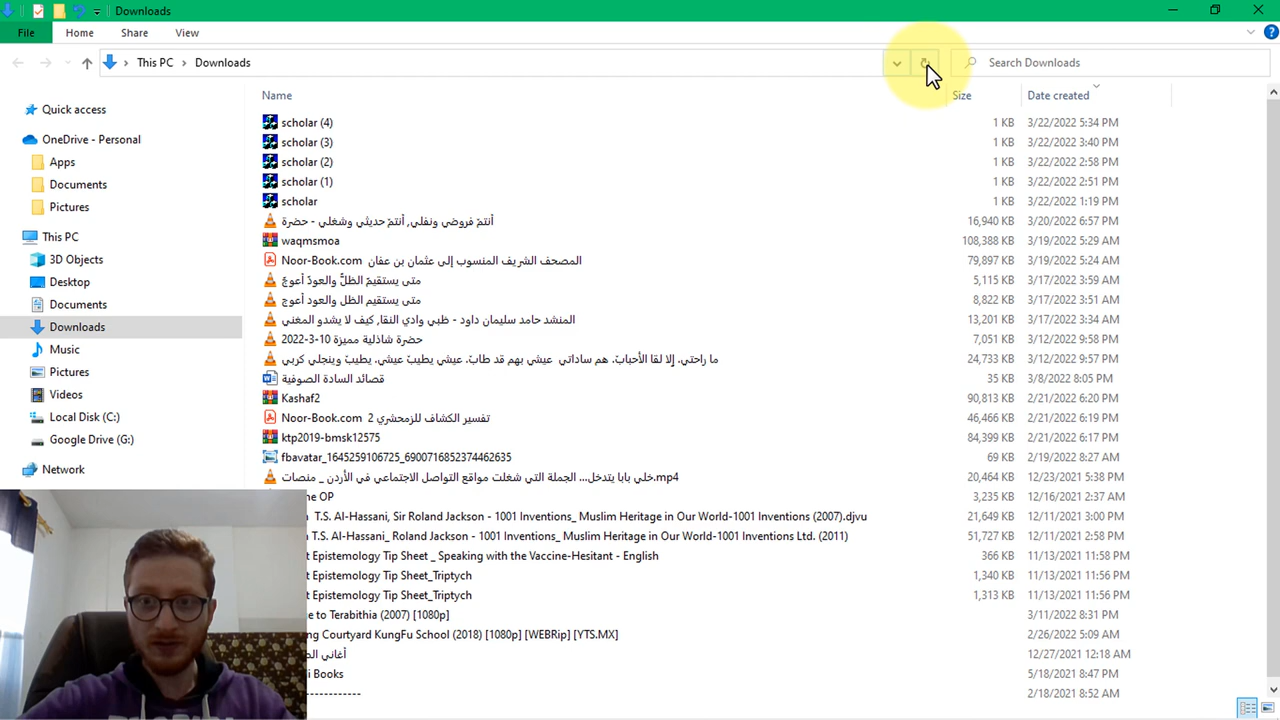 Downloads
File Home Share View
This PC Downloads Search Downloads
Name Size Date created
Quick access
OneDrive - Personal
Apps
Documents
Pictures
This PC
3D Objects
Desktop
Documents
Downloads
Music
Pictures
Videos
Local Disk (C:)
Google Drive (G:)
Network
scholar (4) 1 KB 3/22/2022 5:34 PM
scholar (3) 1 KB 3/22/2022 3:40 PM
scholar (2) 1 KB 3/22/2022 2:58 PM
scholar (1) 1 KB 3/22/2022 2:51 PM
scholar 1 KB 3/22/2022 1:19 PM
أنتمْ فروضي ونفلي, أنتمْ حديثي وشغلي - حضرة 16,940 KB 3/20/2022 6:57 PM
waqmsmoa 108,388 KB 3/19/2022 5:29 AM
Noor-Book.com المصحف الشريف المنسوب إلى عثمان بن عفان 79,897 KB 3/19/2022 5:24 AM
متى يستقيمُ الظلُّ والعودُ أعوجُ 5,115 KB 3/17/2022 3:59 AM
متى يستقيم الظل والعود أعوج 8,822 KB 3/17/2022 3:51 AM
المنشد حامد سليمان داود - ظبي وادي النقا, كيف لا يشدو المغني 13,201 KB 3/17/2022 3:34 AM
حضرة شاذلية مميزة 10-3-2022 7,051 KB 3/12/2022 9:58 PM
ما راحتي. إلا لقا الأحبابْ. هم ساداتي عيشي بهم قد طابْ. عيشي يطيبْ عيشي. يطيبْ وينجلي كربي 24,733 KB 3/12/2022 9:57 PM
قصائد السادة الصوفية 35 KB 3/8/2022 8:05 PM
Kashaf2 90,813 KB 2/21/2022 6:20 PM
Noor-Book.com تفسير الكشاف للزمخشري 2 46,466 KB 2/21/2022 6:19 PM
ktp2019-bmsk12575 84,399 KB 2/21/2022 6:17 PM
fbavatar_1645259106725_6900716852374462635 69 KB 2/19/2022 8:27 AM
خلي بابا يتدخل... الجملة التي شغلت مواقع التواصل الاجتماعي في الأردن _ منصات.mp4 20,464 KB 12/23/2021 5:38 PM
OP 3,235 KB 12/16/2021 2:37 AM
T.S. Al-Hassani, Sir Roland Jackson - 1001 Inventions_ Muslim Heritage in Our World-1001 Inventions (2007).djvu 21,649 KB 12/11/2021 3:00 PM
T.S. Al-Hassani_ Roland Jackson - 1001 Inventions_ Muslim Heritage in Our World-1001 Inventions Ltd. (2011) 51,727 KB 12/11/2021 2:58 PM
Epistemology Tip Sheet _ Speaking with the Vaccine-Hesitant - English 366 KB 11/13/2021 11:58 PM
Epistemology Tip Sheet_Triptych 1,340 KB 11/13/2021 11:56 PM
Epistemology Tip Sheet_Triptych 1,313 KB 11/13/2021 11:56 PM
to Terabithia (2007) [1080p] 3/11/2022 8:31 PM
Courtyard KungFu School (2018) [1080p] [WEBRip] [YTS.MX] 2/26/2022 5:09 AM
أغاني 12/27/2021 12:18 AM
Books 5/18/2021 8:47 PM
------------- 2/18/2021 8:52 AM